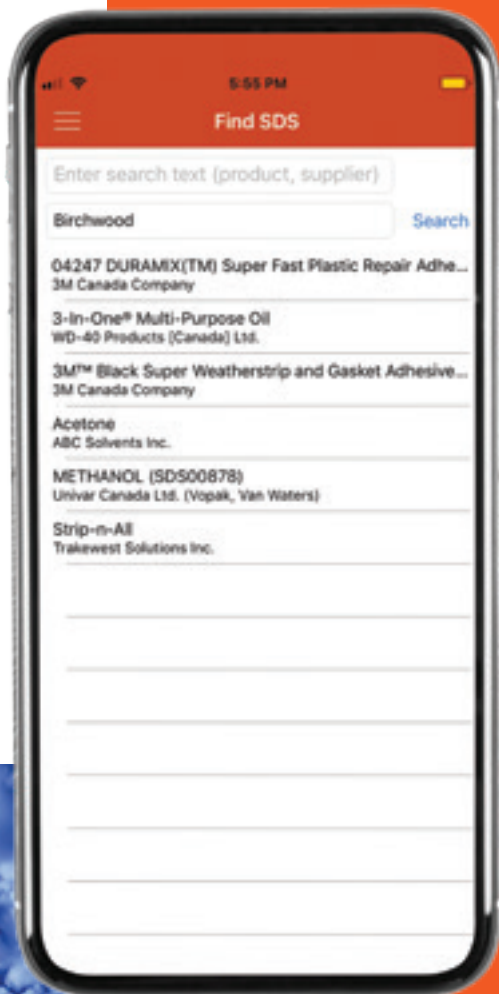 5:55 PM
Find SDS
Enter search text (product, supplier)
Birchwood
Search
04247 DURAMIX(TM) Super Fast Plastic Repair Adhe...
3M Canada Company
3-In-One® Multi-Purpose Oil
WD-40 Products [Canada] Ltd.
3M™ Black Super Weatherstrip and Gasket Adhesive...
3M Canada Company
Acetone
ABC Solvents Inc.
METHANOL (SDS00878)
Univar Canada Ltd. (Vopak, Van Waters)
Strip-n-All
Trakewest Solutions Inc.